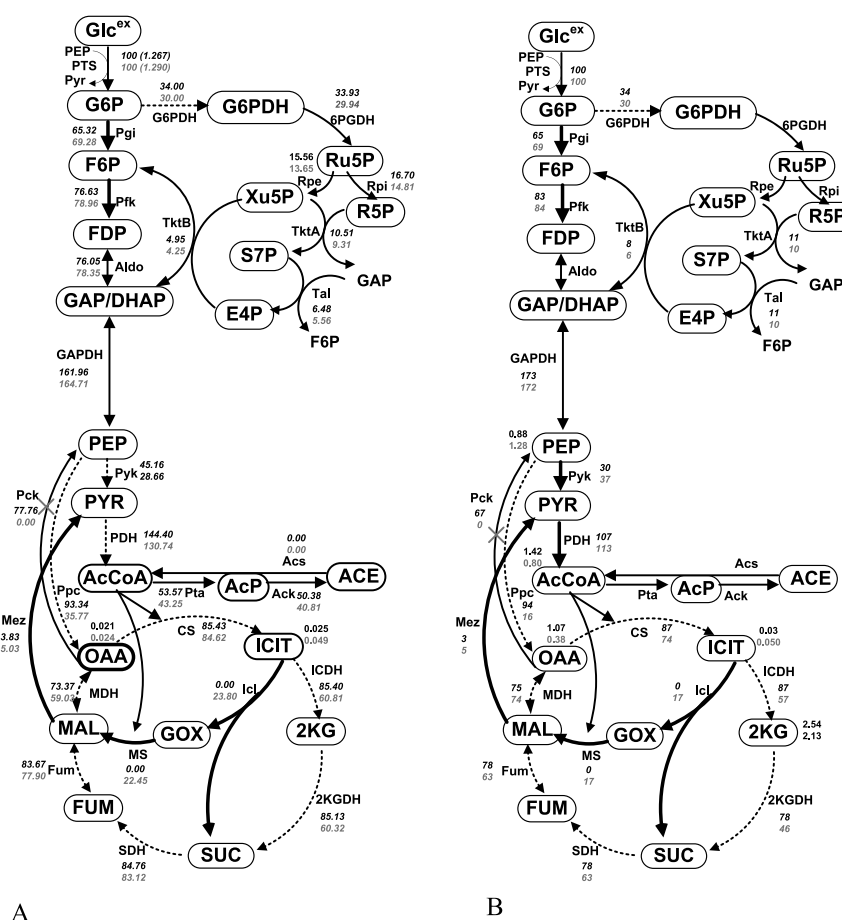 Glc^ex
PEP
PTS
Pyr
100 (1.267)
100 (1.290)
G6P
34.00
30.00
G6PDH
G6PDH
33.93
29.94
6PGDH
65.32
69.28
Pgi
F6P
15.56
13.65
Ru5P
16.70
14.81
Rpe
Rpi
76.63
78.96
Pfk
Xu5P
R5P
FDP
TktB
4.95
4.25
TktA
10.51
9.31
S7P
76.05
78.35
Aldo
GAP
GAP/DHAP
E4P
Tal
6.48
5.56
F6P
GAPDH
161.96
164.71
PEP
Pyk
45.16
28.66
Pck
77.76
0.00
PYR
PDH
144.40
130.74
0.00
0.00
Acs
AcCoA
AcP
ACE
53.57
43.25
Pta
Ack
50.38
40.81
Ppc
93.34
35.77
Mez
3.83
5.03
0.021
0.024
OAA
CS
85.43
84.62
0.025
0.049
ICIT
ICDH
85.40
60.81
73.37
59.03
MDH
0.00
23.80
Icl
MAL
GOX
2KG
MS
0.00
22.45
83.67
77.90
Fum
FUM
2KGDH
85.13
60.32
SDH
84.76
83.12
SUC
A
Glc^ex
PEP
PTS
Pyr
100
100
G6P
34
30
G6PDH
G6PDH
6PGDH
65
69
Pgi
F6P
Ru5P
Rpe
Rpi
83
84
Pfk
Xu5P
R5P
FDP
TktB
8
6
TktA
11
10
S7P
Aldo
GAP
GAP/DHAP
E4P
Tal
11
10
F6P
GAPDH
173
172
0.88
1.28
PEP
Pyk
30
37
Pck
67
0
PYR
PDH
107
113
1.42
0.80
AcCoA
Acs
AcP
ACE
Pta
Ack
Ppc
94
16
Mez
3
5
1.07
0.38
OAA
CS
87
74
0.03
0.050
ICIT
ICDH
87
57
75
74
MDH
0
17
Icl
MAL
GOX
2KG
2.54
2.13
MS
0
17
78
63
Fum
FUM
2KGDH
78
46
SDH
78
63
SUC
B